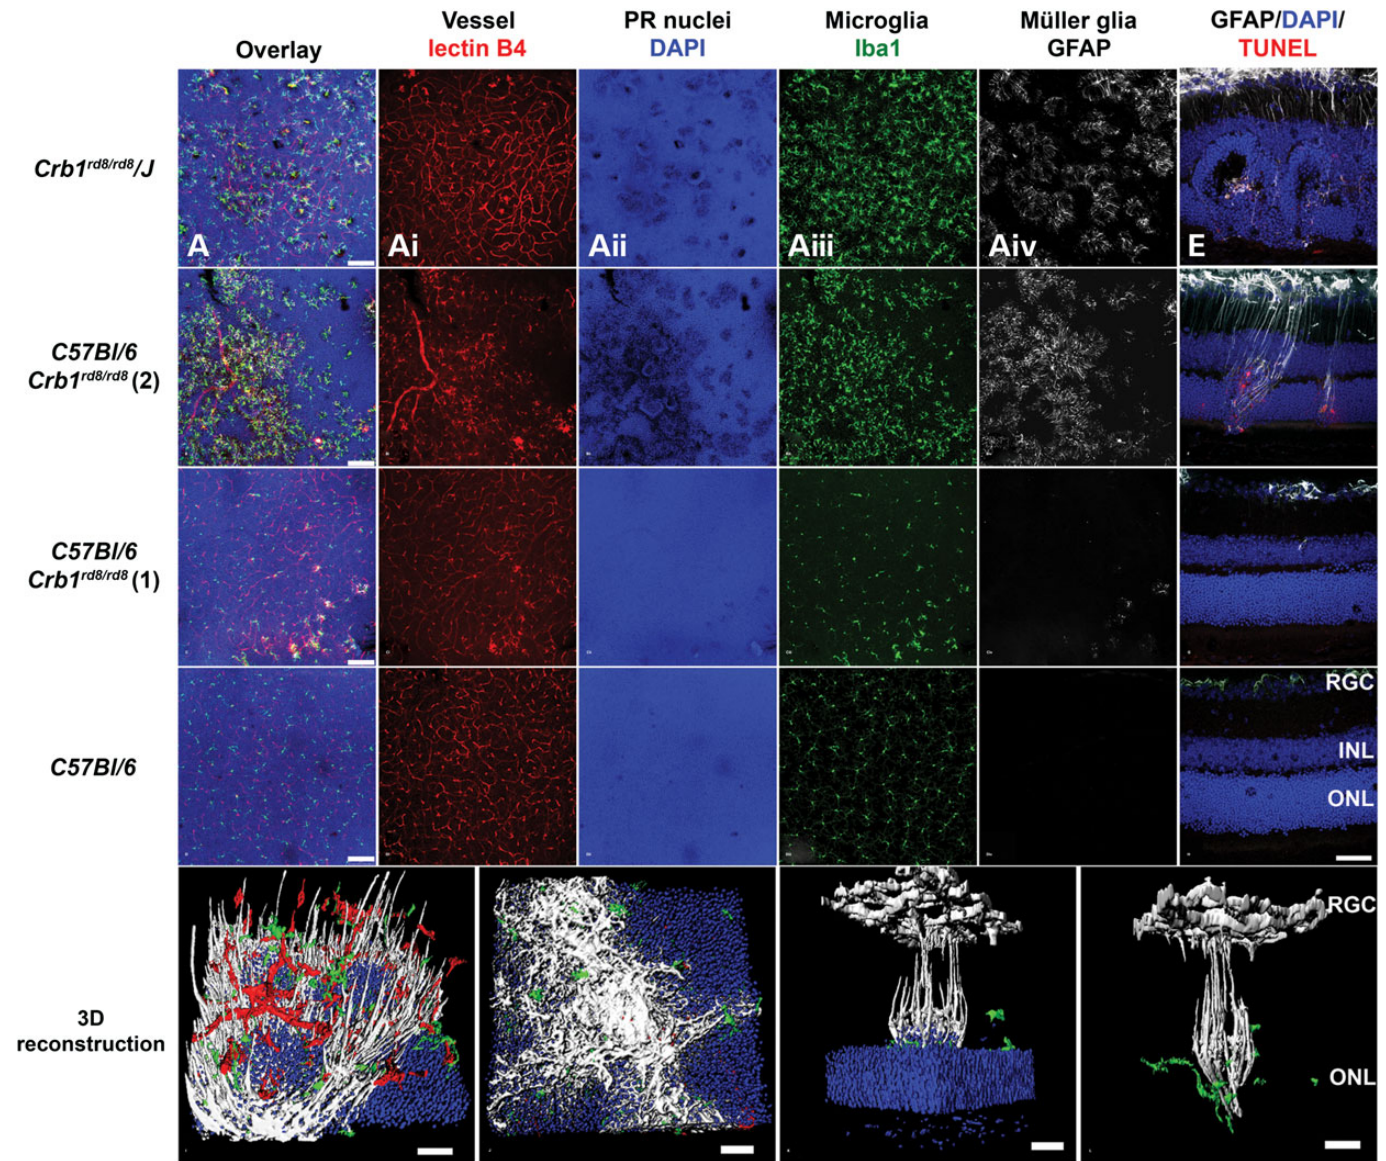 Overlay
Vessel
lectin B4
PR nuclei
DAPI
Microglia
Iba1
Müller glia
GFAP
GFAP/DAPI/
TUNEL
Crb1rd8/rd8/J
A
Ai
Aii
Aiii
Aiv
E
C57Bl/6
Crb1rd8/rd8 (2)
C57Bl/6
Crb1rd8/rd8 (1)
C57Bl/6
RGC
INL
ONL
3D
reconstruction
RGC
ONL